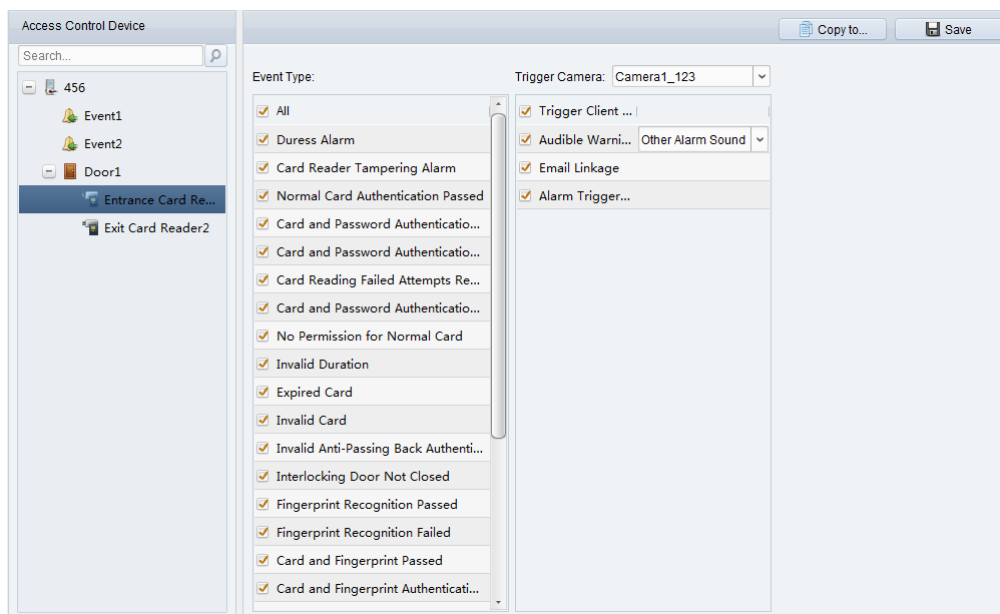 Access Control Device
Copy to...
Save
Search...
456
Event1
Event2
Door1
Entrance Card Re...
Exit Card Reader2
Event Type:
Trigger Camera: Camera1_123
All
Duress Alarm
Card Reader Tampering Alarm
Normal Card Authentication Passed
Card and Password Authenticatio...
Card and Password Authenticatio...
Card Reading Failed Attempts Re...
Card and Password Authenticatio...
No Permission for Normal Card
Invalid Duration
Expired Card
Invalid Card
Invalid Anti-Passing Back Authenti...
Interlocking Door Not Closed
Fingerprint Recognition Passed
Fingerprint Recognition Failed
Card and Fingerprint Passed
Card and Fingerprint Authenticati...
Trigger Client ...
Audible Warni... Other Alarm Sound
Email Linkage
Alarm Trigger...